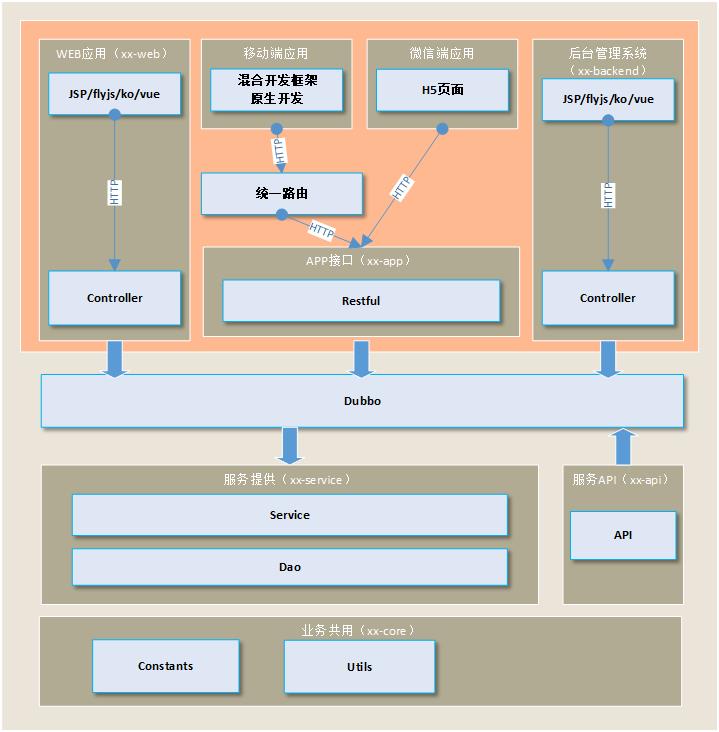 WEB应用（xx-web）
JSP/flyjs/ko/vue
HTTP
Controller
移动端应用
混合开发框架
原生开发
HTTP
统一路由
HTTP
微信端应用
H5页面
HTTP
APP接口（xx-app）
Restful
后台管理系统
（xx-backend）
JSP/flyjs/ko/vue
HTTP
Controller
Dubbo
服务提供（xx-service）
Service
Dao
服务API（xx-api）
API
业务共用（xx-core）
Constants
Utils